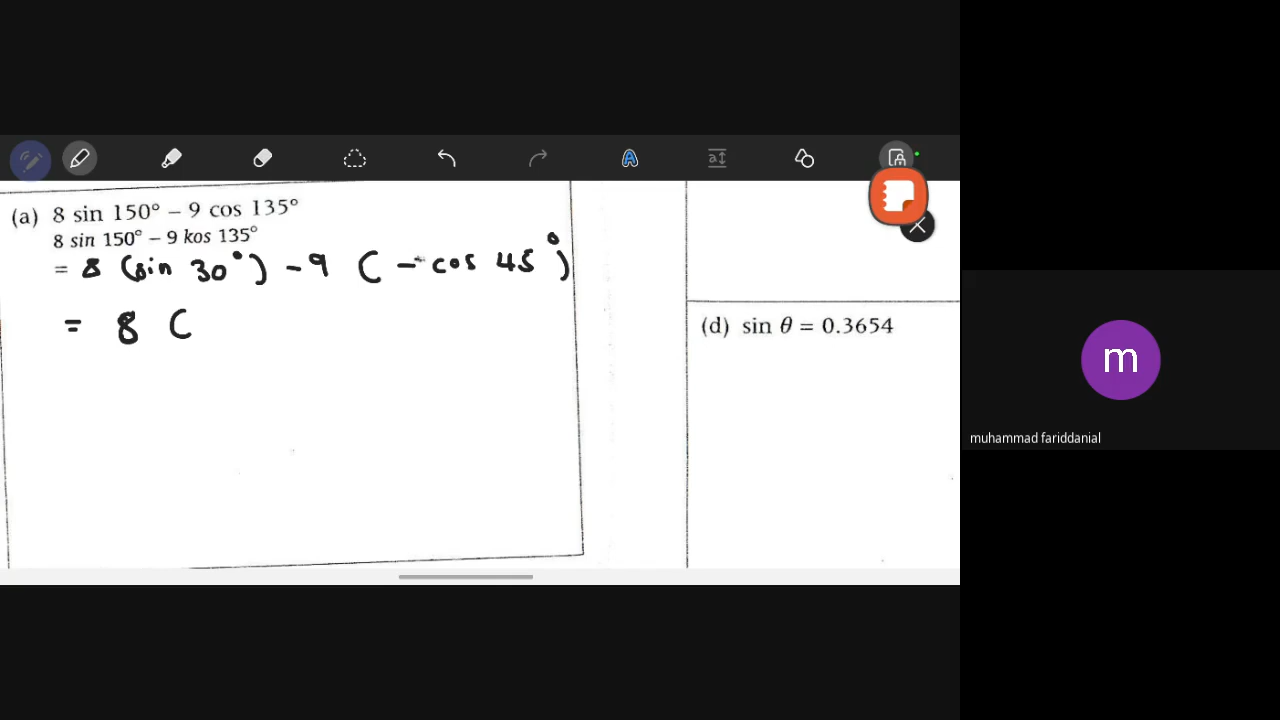 (a) 8 sin 150° – 9 cos 135°
8 sin 150° – 9 kos 135°
= 8 (sin 30°) - 9 ( - cos 45°)
= 8 (
(d) sin θ = 0.3654
m
muhammad fariddanial